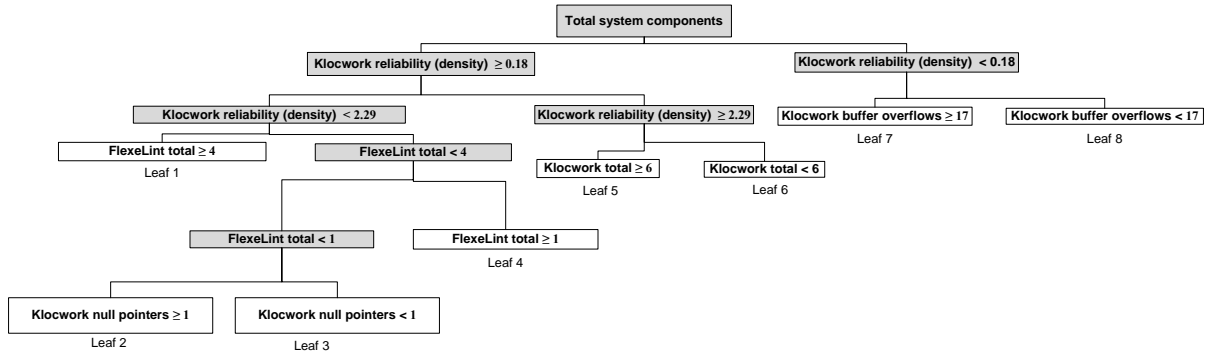 Total system components
Klocwork reliability (density) ≥ 0.18
Klocwork reliability (density) < 0.18
Klocwork reliability (density) < 2.29
Klocwork reliability (density) ≥ 2.29
Klocwork buffer overflows ≥ 17
Klocwork buffer overflows < 17
Leaf 7
Leaf 8
FlexeLint total ≥ 4
FlexeLint total < 4
Leaf 1
Klocwork total ≥ 6
Klocwork total < 6
Leaf 5
Leaf 6
FlexeLint total < 1
FlexeLint total ≥ 1
Leaf 4
Klocwork null pointers ≥ 1
Klocwork null pointers < 1
Leaf 2
Leaf 3